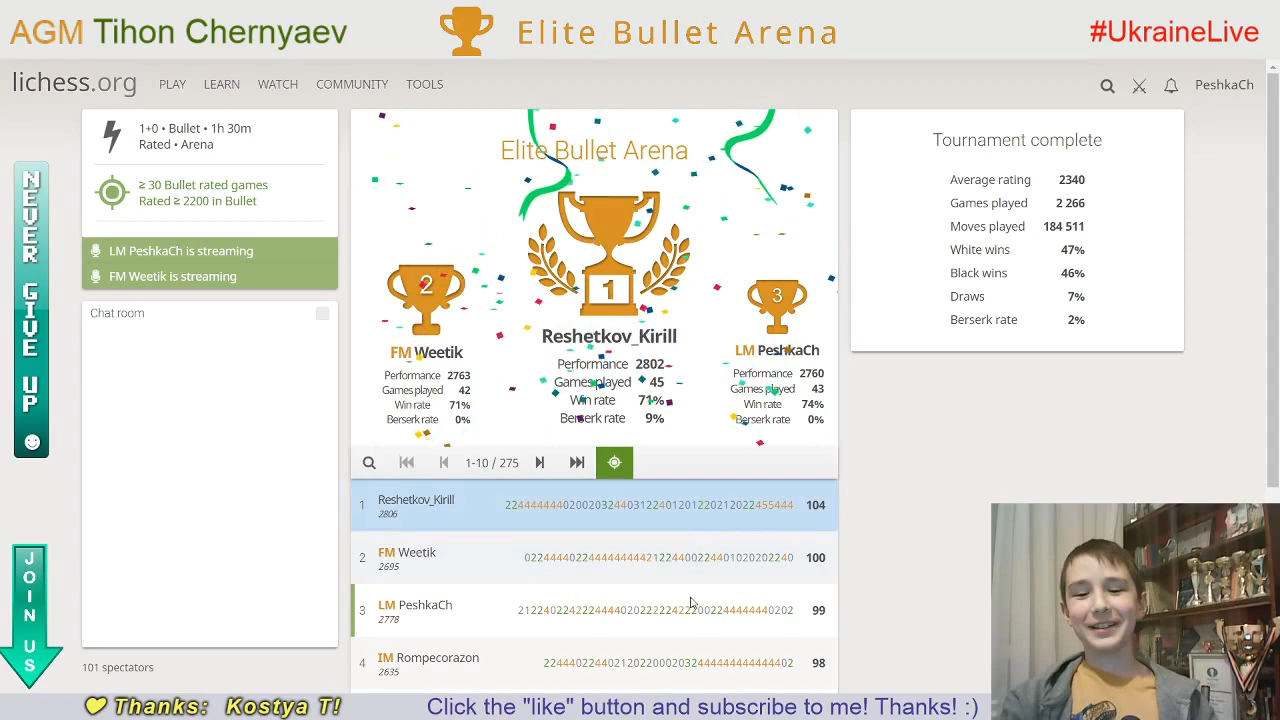 AGM Tihon Chernyaev
Elite Bullet Arena
#UkraineLive
lichess.org
PLAY
LEARN
WATCH
COMMUNITY
TOOLS
PeshkaCh
NEVER GIVE UP
JOIN US
1+0 • Bullet • 1h 30m
Rated • Arena
≥ 30 Bullet rated games
Rated ≥ 2200 in Bullet
LM PeshkaCh is streaming
FM Weetik is streaming
Chat room
101 spectators
Elite Bullet Arena
2
FM Weetik
Performance 2763
Games played 42
Win rate 71%
Berserk rate 0%
1
Reshetkov_Kirill
Performance 2802
Games played 45
Win rate 71%
Berserk rate 9%
3
LM PeshkaCh
Performance 2760
Games played 43
Win rate 74%
Berserk rate 0%
1-10 / 275
1 Reshetkov_Kirill 2244444440200203244031224012012202120224555444 104
2806
2 FM Weetik 02244440224444444442122440022440102020202240 100
2695
3 LM PeshkaCh 99
2778
4 IM Rompecorazon 98
2635
Tournament complete
Average rating 2340
Games played 2 266
Moves played 184 511
White wins 47%
Black wins 46%
Draws 7%
Berserk rate 2%
Thanks: Kostya T!
Click the "like" button and subscribe to me! Thanks! :)